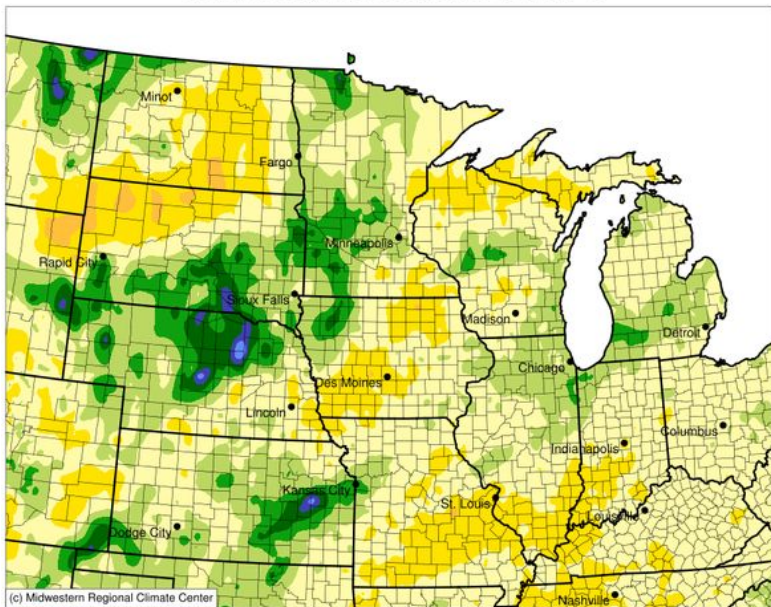 Minot
Fargo
Minneapolis
Rapid City
Sioux Falls
Madison
Detroit
Chicago
Des Moines
Lincoln
Columbus
Indianapolis
Kansas City
St. Louis
Louisville
Dodge City
Nashville
(c) Midwestern Regional Climate Center